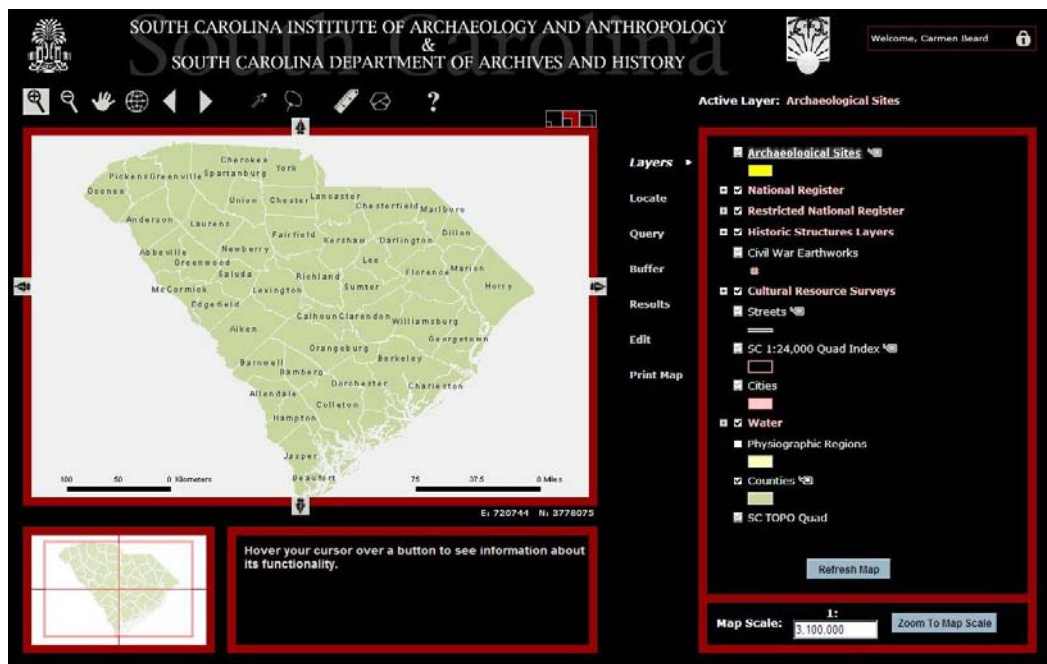 SOUTH CAROLINA INSTITUTE OF ARCHAEOLOGY AND ANTHROPOLOGY
&
SOUTH CAROLINA DEPARTMENT OF ARCHIVES AND HISTORY
South Carolina
Welcome, Carmen Beard
?
Active Layer: Archaeological Sites
Cherokee
York
Pickens Greenville Spartanburg
Oconee
Union Chester Lancaster
Chesterfield Marlboro
Anderson
Laurens
Fairfield
Kershaw Darlington Dillon
Abbeville Newberry
Greenwood
Lee
Saluda
Richland
Florence Marion
McCormick
Lexington
Sumter
Horry
Edgefield
Calhoun Clarendon Williamsburg
Aiken
Georgetown
Orangeburg
Barnwell
Berkeley
Bamberg
Dorchester
Charleston
Allendale
Colleton
Hampton
Jasper
Beaufort
100 50 0 Kilometers
75 37.5 0 Miles
E: 720744 N: 3778075
Layers
Locate
Query
Buffer
Results
Edit
Print Map
Archaeological Sites
National Register
Restricted National Register
Historic Structures Layers
Civil War Earthworks
Cultural Resource Surveys
Streets
SC 1:24,000 Quad Index
Cities
Water
Physiographic Regions
Counties
SC TOPO Quad
Refresh Map
Hover your cursor over a button to see information about
its functionality.
Map Scale:
1:
3,100,000
Zoom To Map Scale